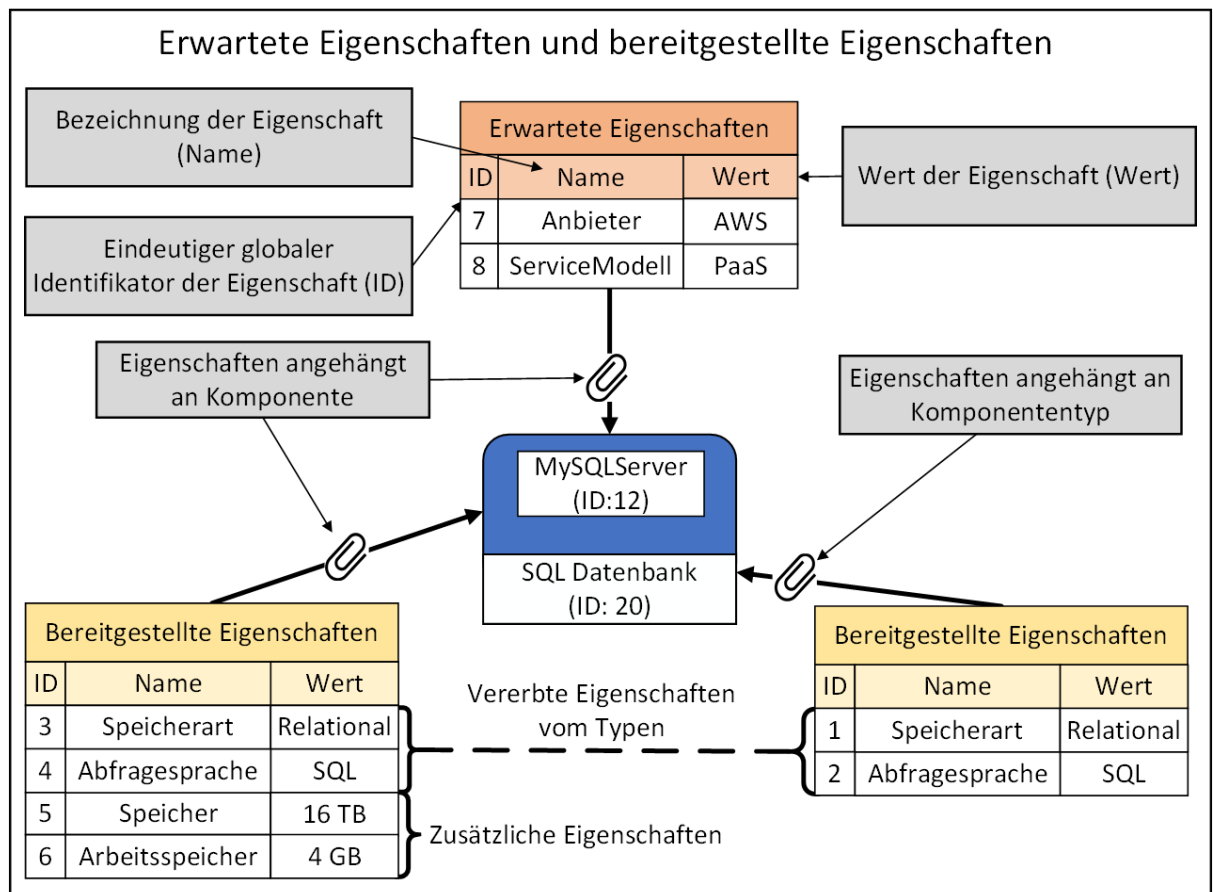 Erwartete Eigenschaften und bereitgestellte Eigenschaften
Bezeichnung der Eigenschaft
(Name)
Eindeutiger globaler
Identifikator der Eigenschaft (ID)
Erwartete Eigenschaften
ID Name Wert
7 Anbieter AWS
8 ServiceModell PaaS
Wert der Eigenschaft (Wert)
Eigenschaften angehängt
an Komponente
Eigenschaften angehängt an
Komponententyp
MySQLServer
(ID:12)
SQL Datenbank
(ID: 20)
Bereitgestellte Eigenschaften
ID Name Wert
3 Speicherart Relational
4 Abfragesprache SQL
5 Speicher 16 TB
6 Arbeitsspeicher 4 GB
Vererbte Eigenschaften
vom Typen
Zusätzliche Eigenschaften
Bereitgestellte Eigenschaften
ID Name Wert
1 Speicherart Relational
2 Abfragesprache SQL